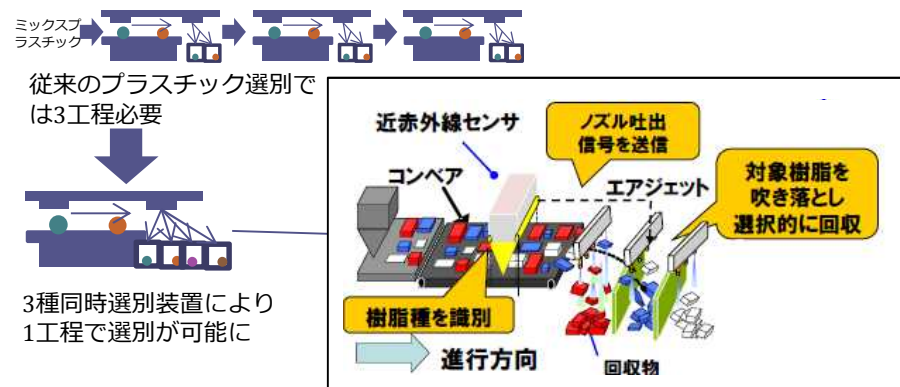 ミックスプ
ラスチック
従来のプラスチック選別で
は3工程必要
3種同時選別装置により
1工程で選別が可能に
近赤外線センサ
ノズル吐出
信号を送信
コンベア
エアジェット
対象樹脂を
吹き落とし
選択的に回収
樹脂種を識別
進行方向
回収物